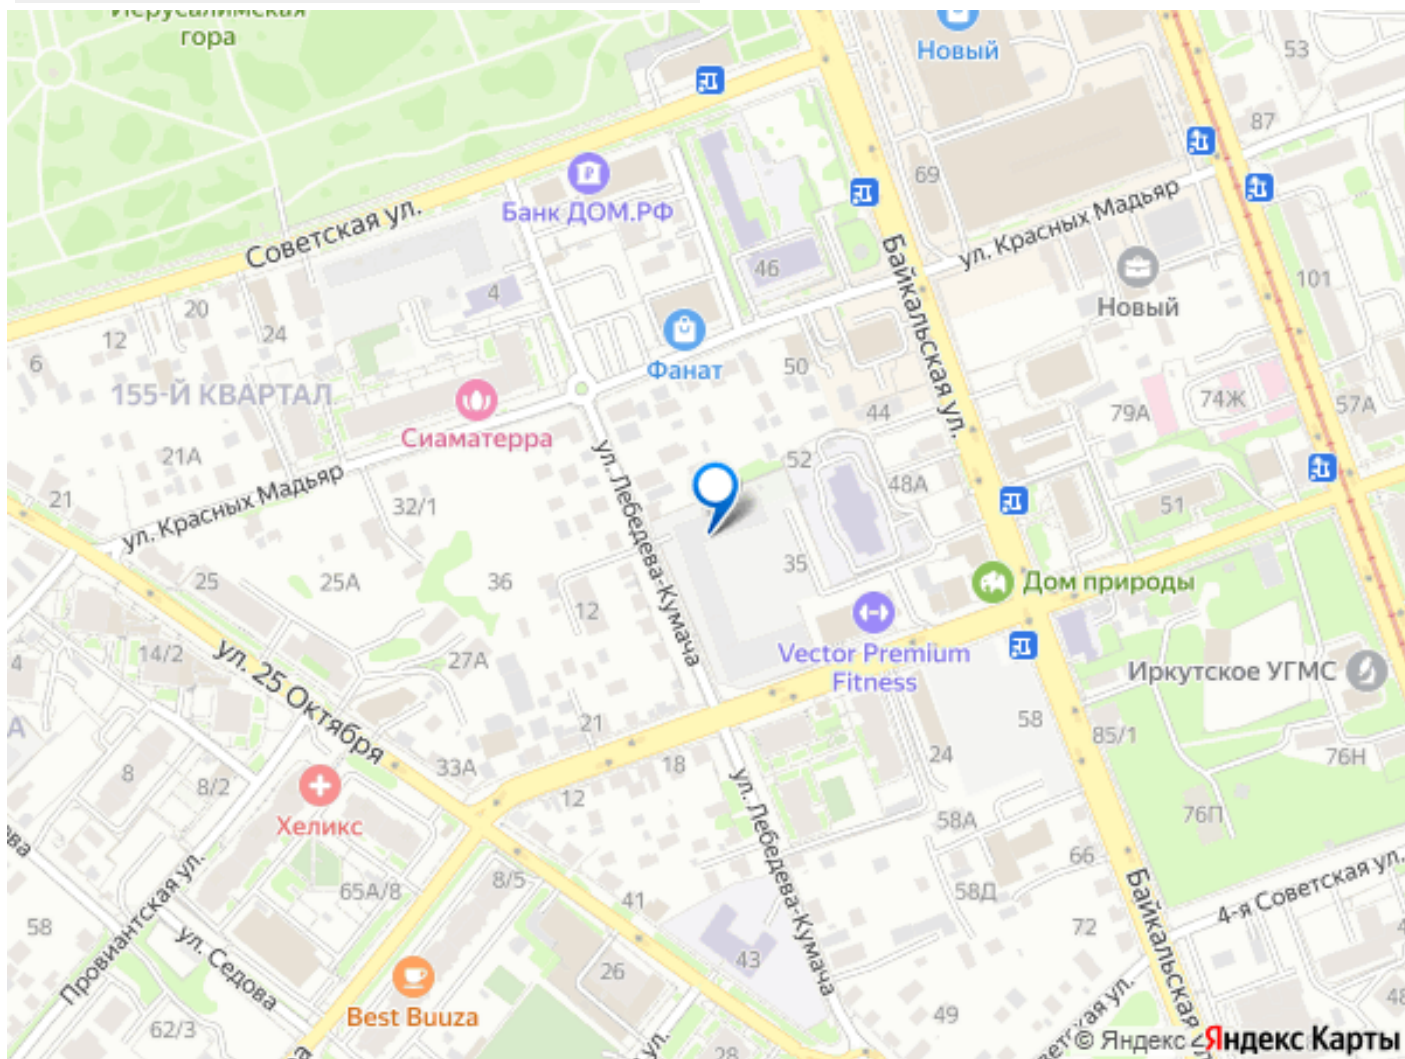 Иерусалимская
гора
Новый
53
87
69
Банк ДОМ.РФ
Советская ул.
ул. Красных Мадьяр
Байкальская ул.
46
4
20
12
24
6
Новый
101
Фанат
50
155-Й КВАРТАЛ
Сиаматерра
44
79А
74Ж
57А
21А
21
ул. Красных Мадьяр
32/1
ул. Лебедева-Кумача
52
48А
51
25
25А
36
12
35
Дом природы
14/2
4
ул. 25 Октября
27А
Vector Premium
Fitness
Иркутское УГМС
А
21
58
85/1
24
76Н
8
8/2
33А
18
12
ул. Лебедева-Кумача
58А
76П
Хеликс
66
65А/8
8/5
41
58Д
Байкальская
4-я Советская ул.
58
Провиантская ул.
ул. Седова
72
43
26
49
Best Buuza
62/3
28
© Яндекс Яндекс Карты